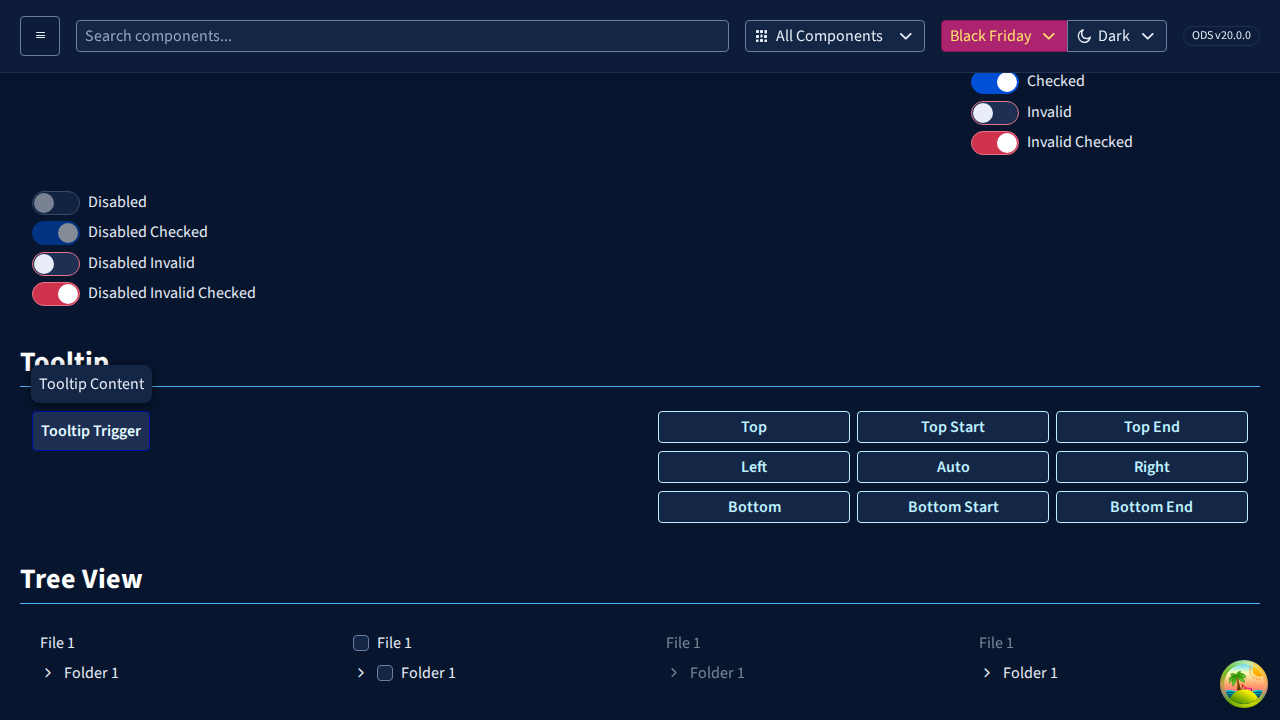 Search components...
All Components
Black Friday
Dark
ODS v20.0.0
Checked
Invalid
Invalid Checked
Disabled
Disabled Checked
Disabled Invalid
Disabled Invalid Checked
Tooltip
Tooltip Content
Tooltip Trigger
Top
Top Start
Top End
Left
Auto
Right
Bottom
Bottom Start
Bottom End
Tree View
File 1
File 1
File 1
File 1
Folder 1
Folder 1
Folder 1
Folder 1